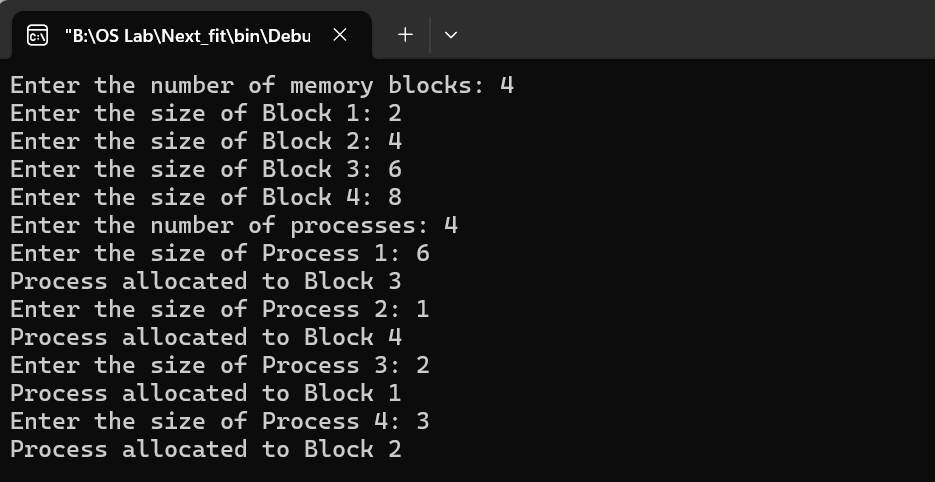 "B:\OS Lab\Next_fit\bin\Debu
Enter the number of memory blocks: 4
Enter the size of Block 1: 2
Enter the size of Block 2: 4
Enter the size of Block 3: 6
Enter the size of Block 4: 8
Enter the number of processes: 4
Enter the size of Process 1: 6
Process allocated to Block 3
Enter the size of Process 2: 1
Process allocated to Block 4
Enter the size of Process 3: 2
Process allocated to Block 1
Enter the size of Process 4: 3
Process allocated to Block 2